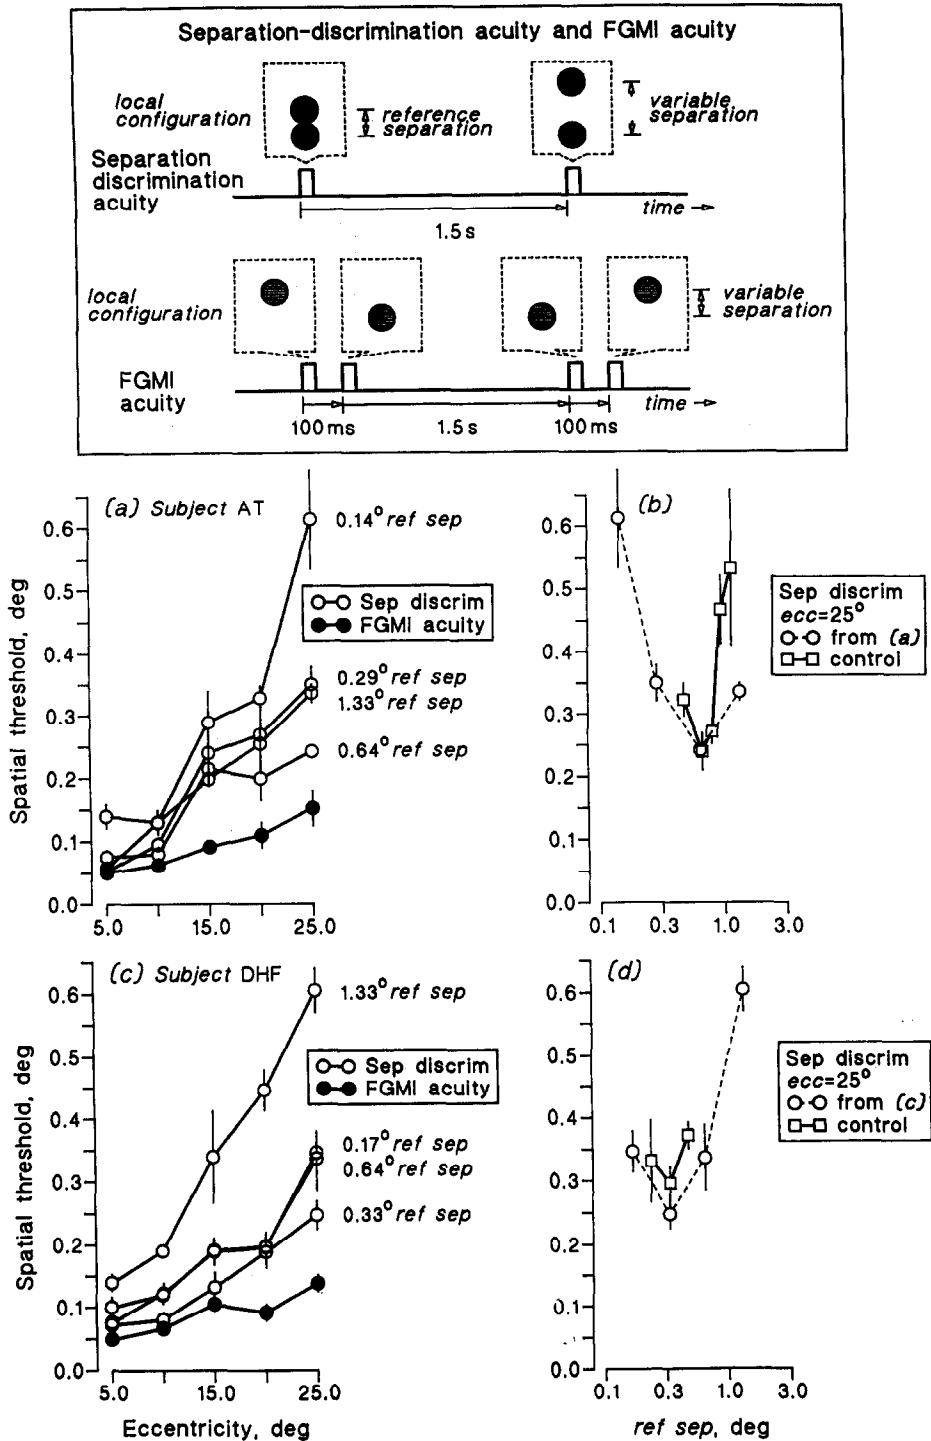 Separation-discrimination acuity and FGMI acuity
local
configuration
reference
separation
variable
separation
Separation
discrimination
acuity
time
1.5 s
local
configuration
variable
separation
FGMI
acuity
time
100 ms
1.5 s
100 ms
(a) Subject AT
0.14° ref sep
Sep discrim
FGMI acuity
0.29° ref sep
1.33° ref sep
0.64° ref sep
Spatial threshold, deg
0.6
0.5
0.4
0.3
0.2
0.1
0.0
5.0
15.0
25.0
(b)
0.6
0.5
0.4
0.3
0.2
0.1
0.0
0.1
0.3
1.0
3.0
Sep discrim
ecc=25°
from (a)
control
(c) Subject DHF
1.33° ref sep
Sep discrim
FGMI acuity
0.17° ref sep
0.64° ref sep
0.33° ref sep
Spatial threshold, deg
0.6
0.5
0.4
0.3
0.2
0.1
0.0
5.0
15.0
25.0
Eccentricity, deg
(d)
0.6
0.5
0.4
0.3
0.2
0.1
0.0
0.1
0.3
1.0
3.0
ref sep, deg
Sep discrim
ecc=25°
from (c)
control